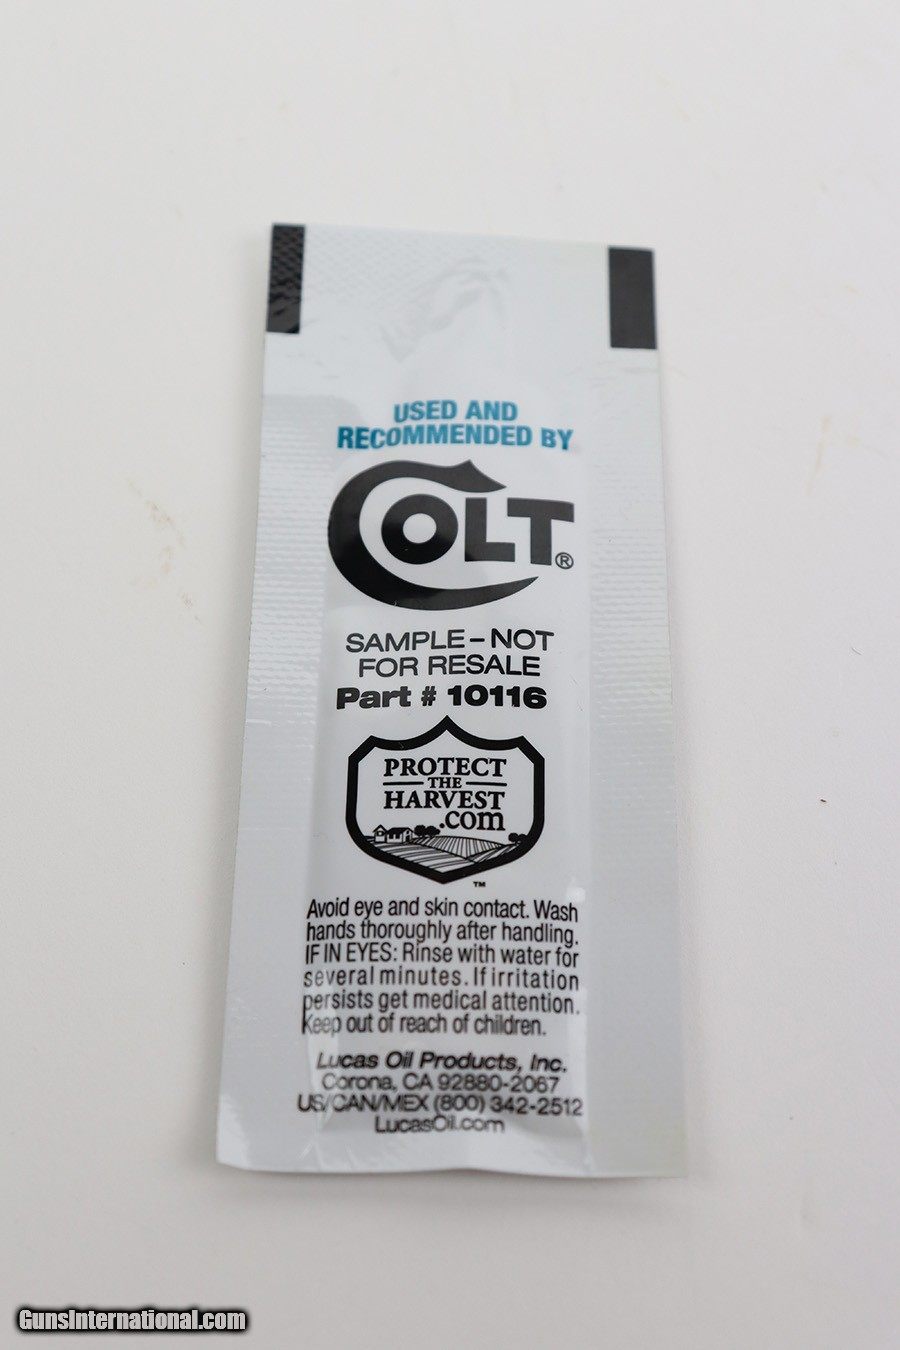 USED AND
RECOMMENDED BY
COLT®
SAMPLE – NOT
FOR RESALE
Part # 10116
PROTECT
THE
HARVEST
.com
™
Avoid eye and skin contact. Wash
hands thoroughly after handling.
IF IN EYES: Rinse with water for
several minutes. If irritation
persists get medical attention.
Keep out of reach of children.
Lucas Oil Products, Inc.
Corona, CA 92880-2067
US/CAN/MEX (800) 342-2512
LucasOil.com
GunsInternational.com